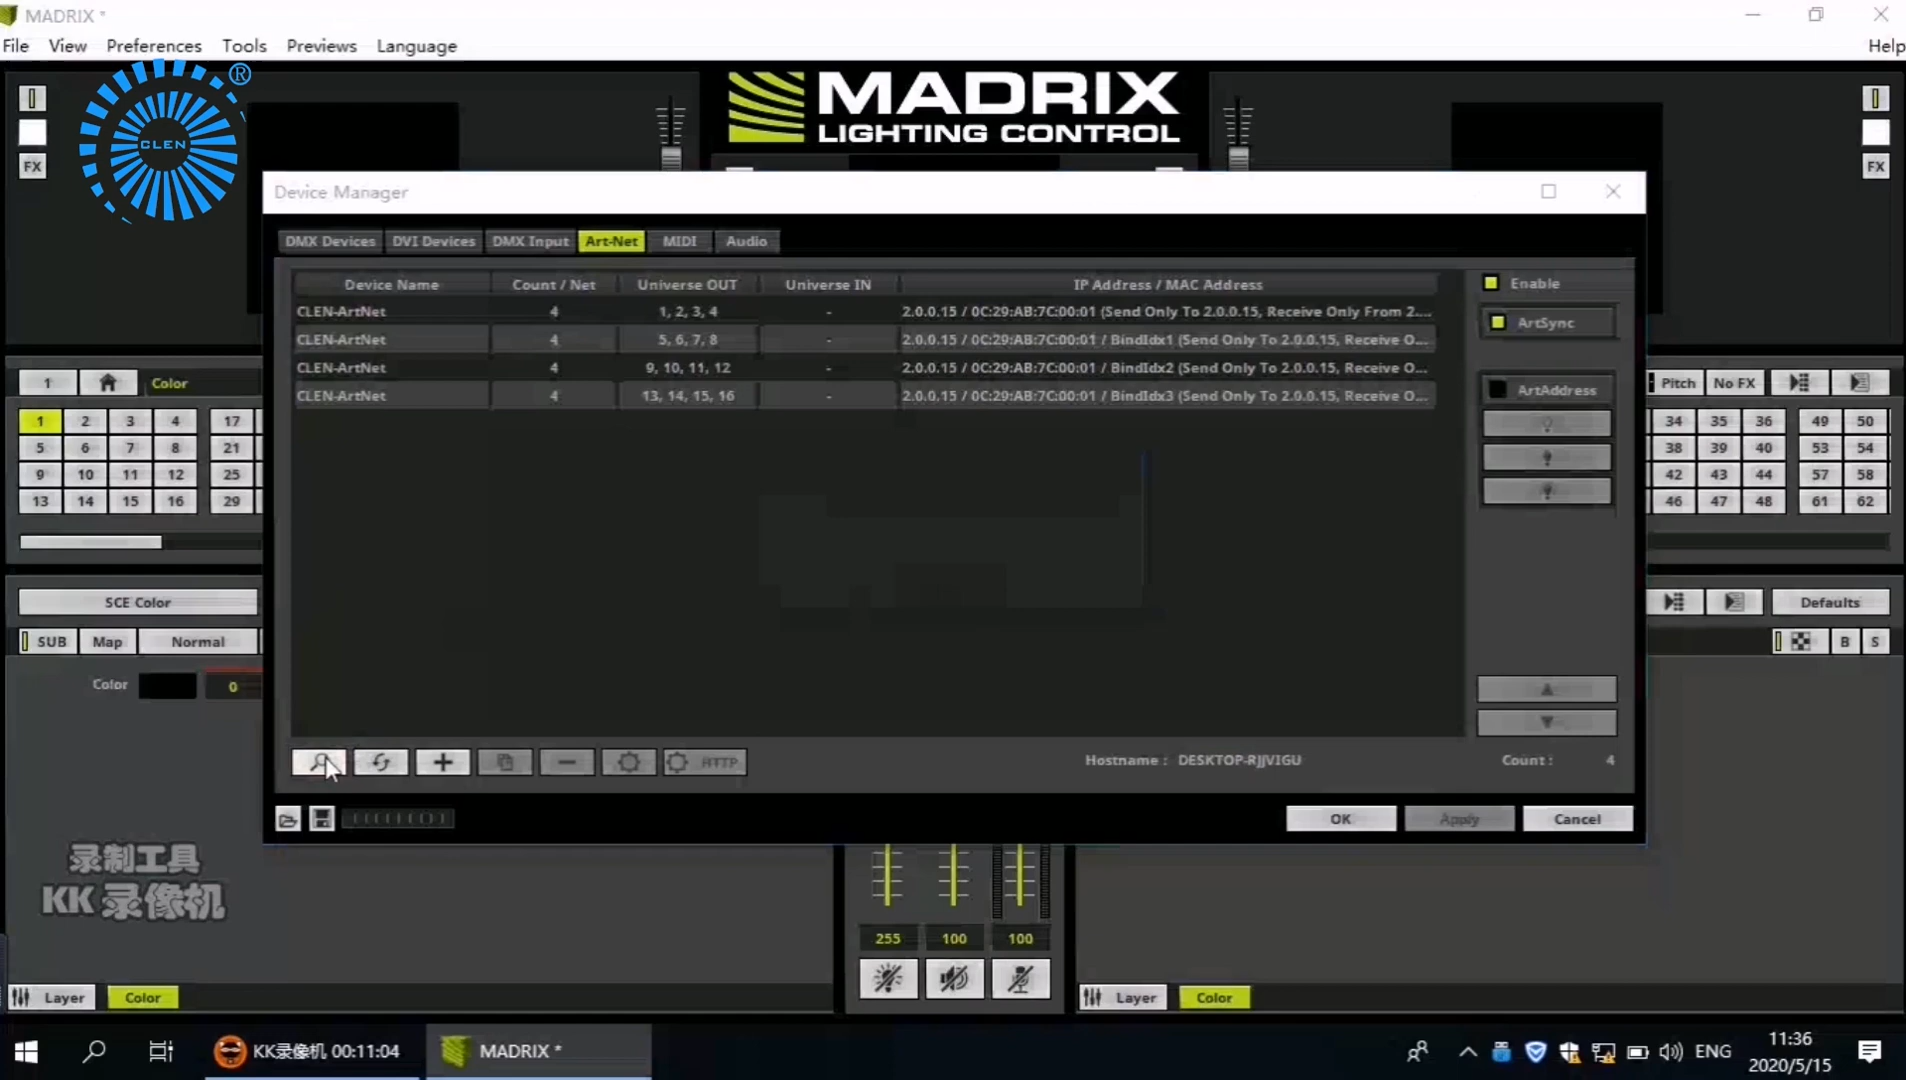 MADRIX *
File View Preferences Tools Previews Language Help
CLEN ®
MADRIX
LIGHTING CONTROL
FX
FX
Device Manager
DMX Devices DVI Devices DMX Input Art-Net MIDI Audio
Device Name Count / Net Universe OUT Universe IN IP Address / MAC Address
CLEN-ArtNet 4 1, 2, 3, 4 - 2.0.0.15 / 0C:29:AB:7C:00:01 (Send Only To 2.0.0.15, Receive Only From 2....
CLEN-ArtNet 4 5, 6, 7, 8 - 2.0.0.15 / 0C:29:AB:7C:00:01 / BindIdx1 (Send Only To 2.0.0.15, Receive O...
CLEN-ArtNet 4 9, 10, 11, 12 - 2.0.0.15 / 0C:29:AB:7C:00:01 / BindIdx2 (Send Only To 2.0.0.15, Receive O...
CLEN-ArtNet 4 13, 14, 15, 16 - 2.0.0.15 / 0C:29:AB:7C:00:01 / BindIdx3 (Send Only To 2.0.0.15, Receive O...
Enable
ArtSync
ArtAddress
HTTP
Hostname : DESKTOP-RJJVIGU Count : 4
OK Apply Cancel
1 Color
1 2 3 4 17
5 6 7 8 21
9 10 11 12 25
13 14 15 16 29
SCE Color
SUB Map Normal
Color 0
Pitch No FX
34 35 36 49 50
38 39 40 53 54
42 43 44 57 58
46 47 48 61 62
Defaults
B S
录制工具
KK 录像机
255 100 100
Layer Color
Layer Color
KK录像机 00:11:04
MADRIX *
ENG
11:36
2020/5/15